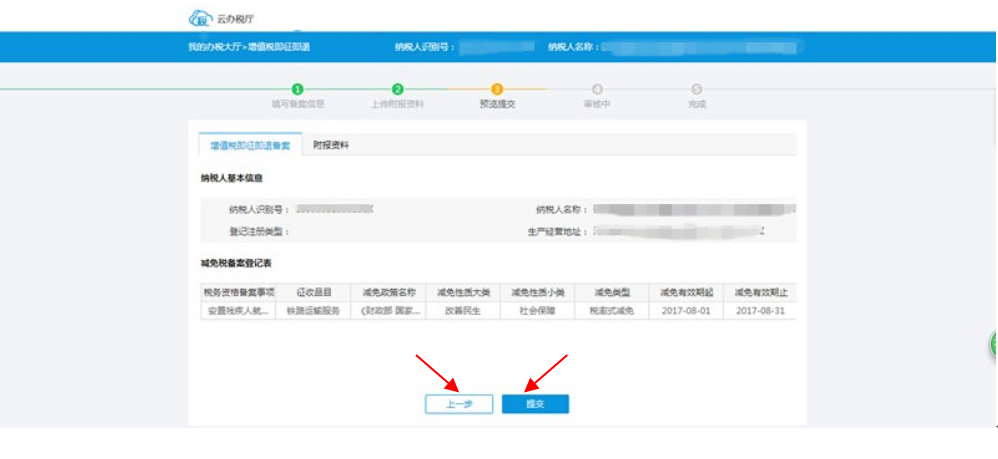 云办税厅
我的办税大厅>增值税即征即退 纳税人识别号： 纳税人名称：
1 2 3 4 5
填写备案信息 上传附报资料 预览提交 审核中 完成
增值税即征即退备案 附报资料
纳税人基本信息
纳税人识别号： 纳税人名称：
登记注册类型： 生产经营地址：
减免税备案登记表
税务资格备案事项 征收品目 减免政策名称 减免性质大类 减免性质小类 减免类型 减免有效期起 减免有效期止
安置残疾人就... 铁路运输服务 《财政部 国家... 改善民生 社会保障 税率式减免 2017-08-01 2017-08-31
上一步 提交